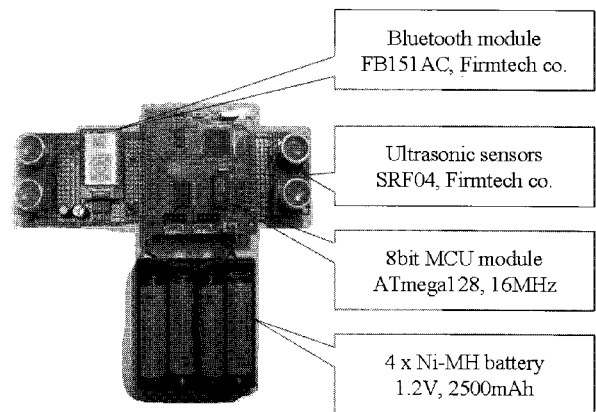 Bluetooth module
FB151AC, Firmtech co.
Ultrasonic sensors
SRF04, Firmtech co.
8bit MCU module
ATmega128, 16MHz
4 x Ni-MH battery
1.2V, 2500mAh